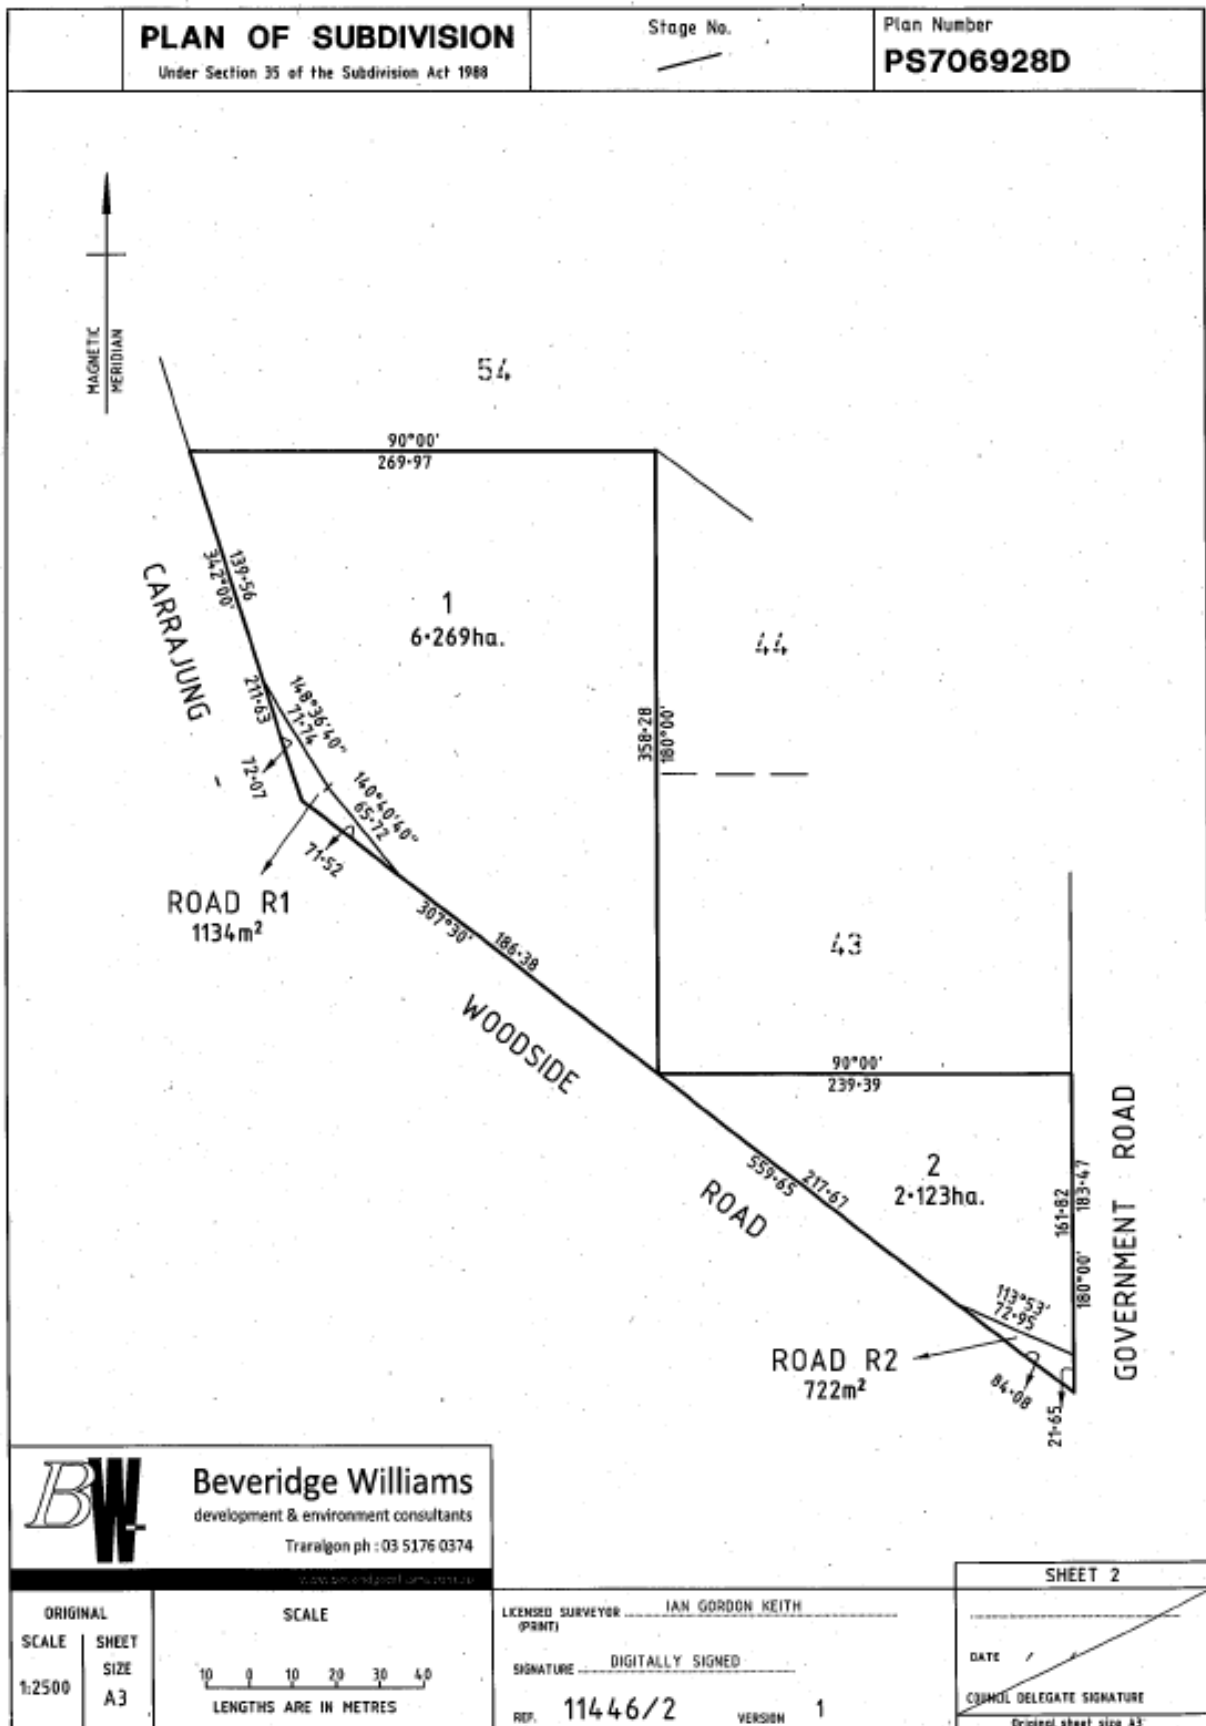 PLAN OF SUBDIVISION
Under Section 35 of the Subdivision Act 1988
Stage No.
Plan Number
PS706928D
MAGNETIC
MERIDIAN
54
90°00'
269·97
139·56
342°00'
CARRAJUNG
1
6·269ha.
44
211·63
148°36'40"
71·74
358·28
180°00'
72·07
140°40'40"
65·72
71·52
ROAD R1
1134m²
307°30'
186·38
43
WOODSIDE
90°00'
239·39
ROAD
559·65
217·67
2
2·123ha.
161·82
183·47
180°00'
GOVERNMENT ROAD
113°53'
72·95
ROAD R2
722m²
84·08
21·65
BW
Beveridge Williams
development & environment consultants
Traralgon ph : 03 5176 0374
SHEET 2
ORIGINAL
SCALE
SHEET
SIZE
1:2500
A3
SCALE
10 0 10 20 30 40
LENGTHS ARE IN METRES
LICENSED SURVEYOR IAN GORDON KEITH
(PRINT)
SIGNATURE DIGITALLY SIGNED
REF. 11446/2 VERSION 1
DATE / /
COUNCIL DELEGATE SIGNATURE
Original sheet size A3